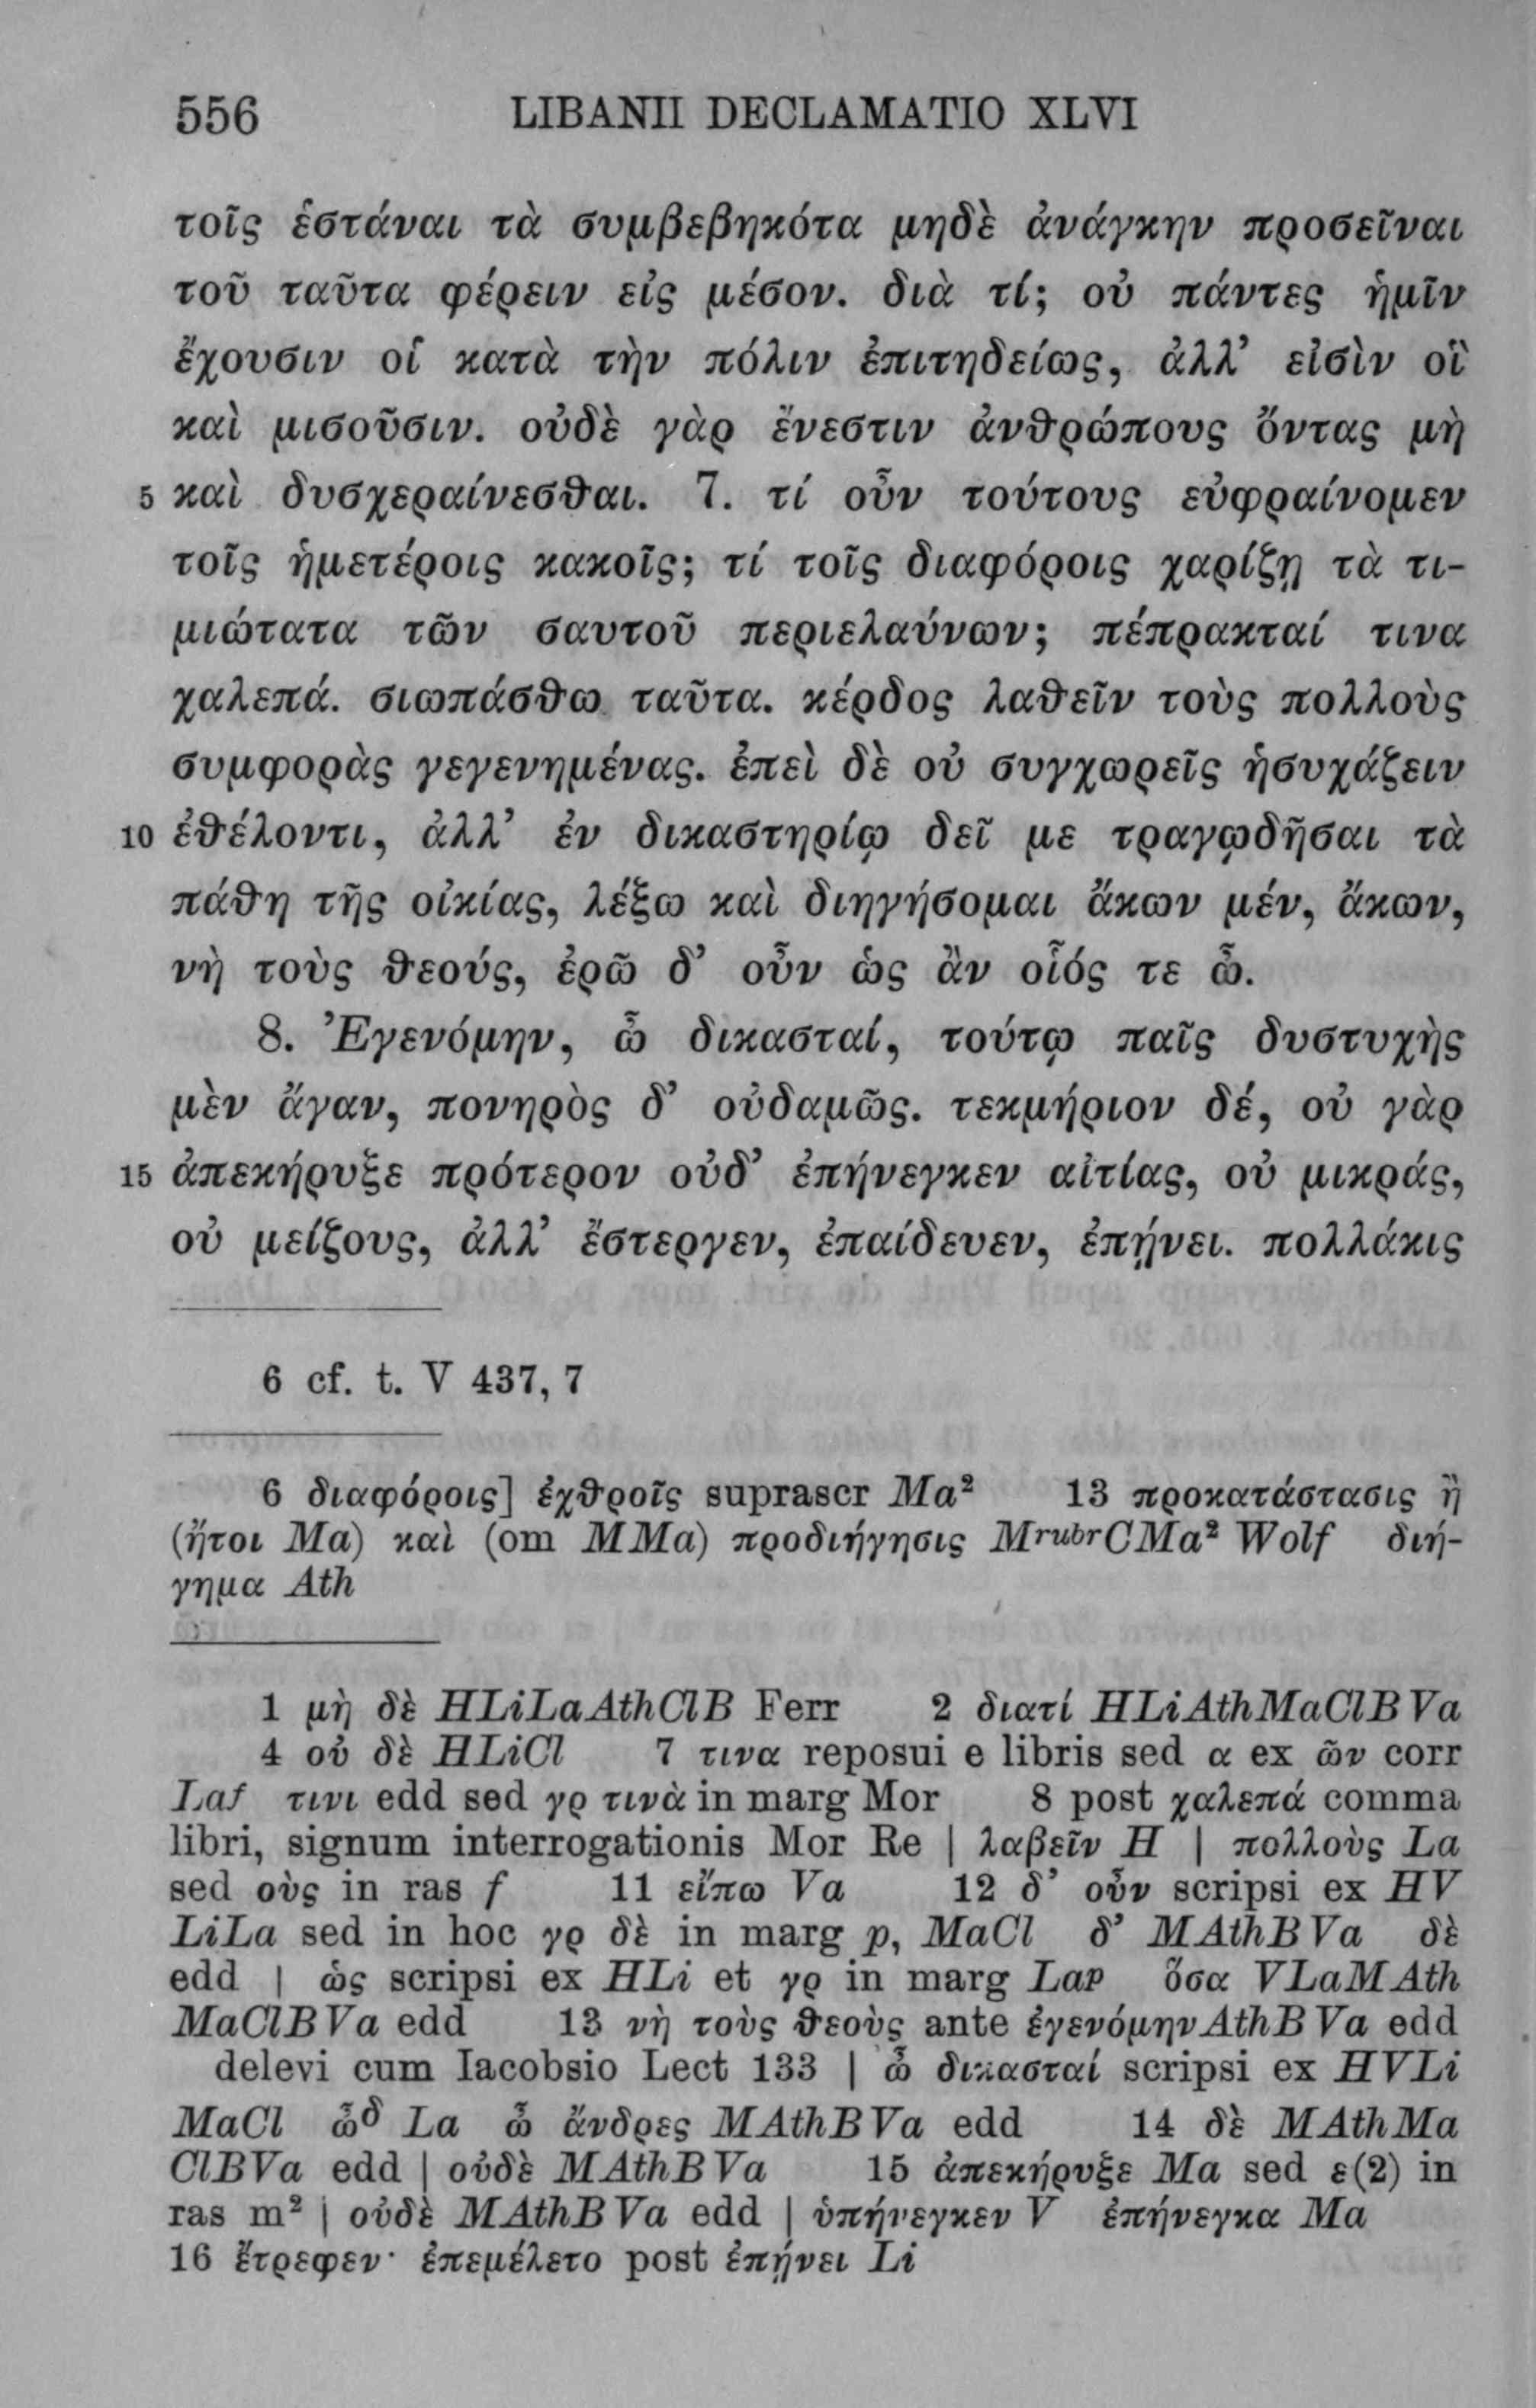 556 LIBANII DECLAMATIO XLVI
τοῖς ἑστάναι τὰ συμβεβηκότα μηδὲ ἀνάγκην προσεῖναι
τοῦ ταῦτα φέρειν εἰς μέσον. διὰ τί; οὐ πάντες ἡμῖν
ἔχουσιν οἱ κατὰ τὴν πόλιν ἐπιτηδείως, ἀλλ’ εἰσὶν οἳ
καὶ μισοῦσιν. οὐδὲ γὰρ ἔνεστιν ἀνθρώπους ὄντας μὴ
5 καὶ δυσχεραίνεσθαι. 7. τί οὖν τούτους εὐφραίνομεν
τοῖς ἡμετέροις κακοῖς; τί τοῖς διαφόροις χαρίζῃ τὰ τι-
μιώτατα τῶν σαυτοῦ περιελαύνων; πέπρακταί τινα
χαλεπά. σιωπάσθω ταῦτα. κέρδος λαθεῖν τοὺς πολλοὺς
συμφορὰς γεγενημένας. ἐπεὶ δὲ οὐ συγχωρεῖς ἡσυχάζειν
10 ἐθέλοντι, ἀλλ’ ἐν δικαστηρίῳ δεῖ με τραγῳδῆσαι τὰ
πάθη τῆς οἰκίας, λέξω καὶ διηγήσομαι ἄκων μέν, ἄκων,
νὴ τοὺς θεούς, ἐρῶ δ’ οὖν ὡς ἂν οἷός τε ὦ.
8. Ἐγενόμην, ὦ δικασταί, τούτῳ παῖς δυστυχὴς
μὲν ἄγαν, πονηρὸς δ’ οὐδαμῶς. τεκμήριον δέ, οὐ γὰρ
15 ἀπεκήρυξε πρότερον οὐδ’ ἐπήνεγκεν αἰτίας, οὐ μικράς,
οὐ μείζους, ἀλλ’ ἔστεργεν, ἐπαίδευεν, ἐπῄνει. πολλάκις
6 cf. t. V 437, 7
6 διαφόροις] ἐχθροῖς suprascr Ma² 13 προκατάστασις ἢ
(ἤτοι Ma) καὶ (om MMa) προδιήγησις MrubrCMa² Wolf διή-
γημα Ath
1 μὴ δὲ HLiLaAthClB Ferr 2 διατί HLiAthMaClBVa
4 οὐ δὲ HLiCl 7 τινα reposui e libris sed α ex ῶν corr
Laf τινι edd sed γρ τινὰ in marg Mor 8 post χαλεπά comma
libri, signum interrogationis Mor Re | λαβεῖν H | πολλοὺς La
sed οὺς in ras f 11 εἴπω Va 12 δ’ οὖν scripsi ex HV
LiLa sed in hoc γρ δὲ in marg p, MaCl δ’ MAthBVa δὲ
edd | ὡς scripsi ex HLi et γρ in marg Lap ὅσα VLaMAth
MaClBVa edd 13 νὴ τοὺς θεοὺς ante ἐγενόμην AthBVa edd
delevi cum Iacobsio Lect 133 | ὦ δικασταί scripsi ex HVLi
MaCl ὦδ La ὦ ἄνδρες MAthBVa edd 14 δὲ MAthMa
ClBVa edd | οὐδὲ MAthBVa 15 ἀπεκήρυξε Ma sed ε(2) in
ras m² | οὐδὲ MAthBVa edd | ὑπήνεγκεν V ἐπήνεγκα Ma
16 ἔτρεφεν· ἐπεμέλετο post ἐπῄνει Li